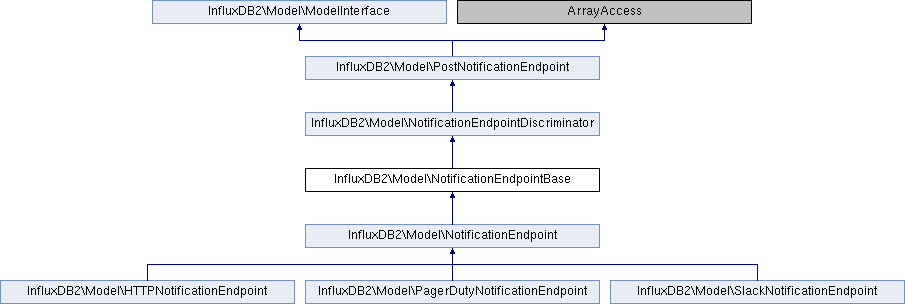 InfluxDB2\Model\ModelInterface ArrayAccess
InfluxDB2\Model\PostNotificationEndpoint
InfluxDB2\Model\NotificationEndpointDiscriminator
InfluxDB2\Model\NotificationEndpointBase
InfluxDB2\Model\NotificationEndpoint
InfluxDB2\Model\HTTPNotificationEndpoint InfluxDB2\Model\PagerDutyNotificationEndpoint InfluxDB2\Model\SlackNotificationEndpoint